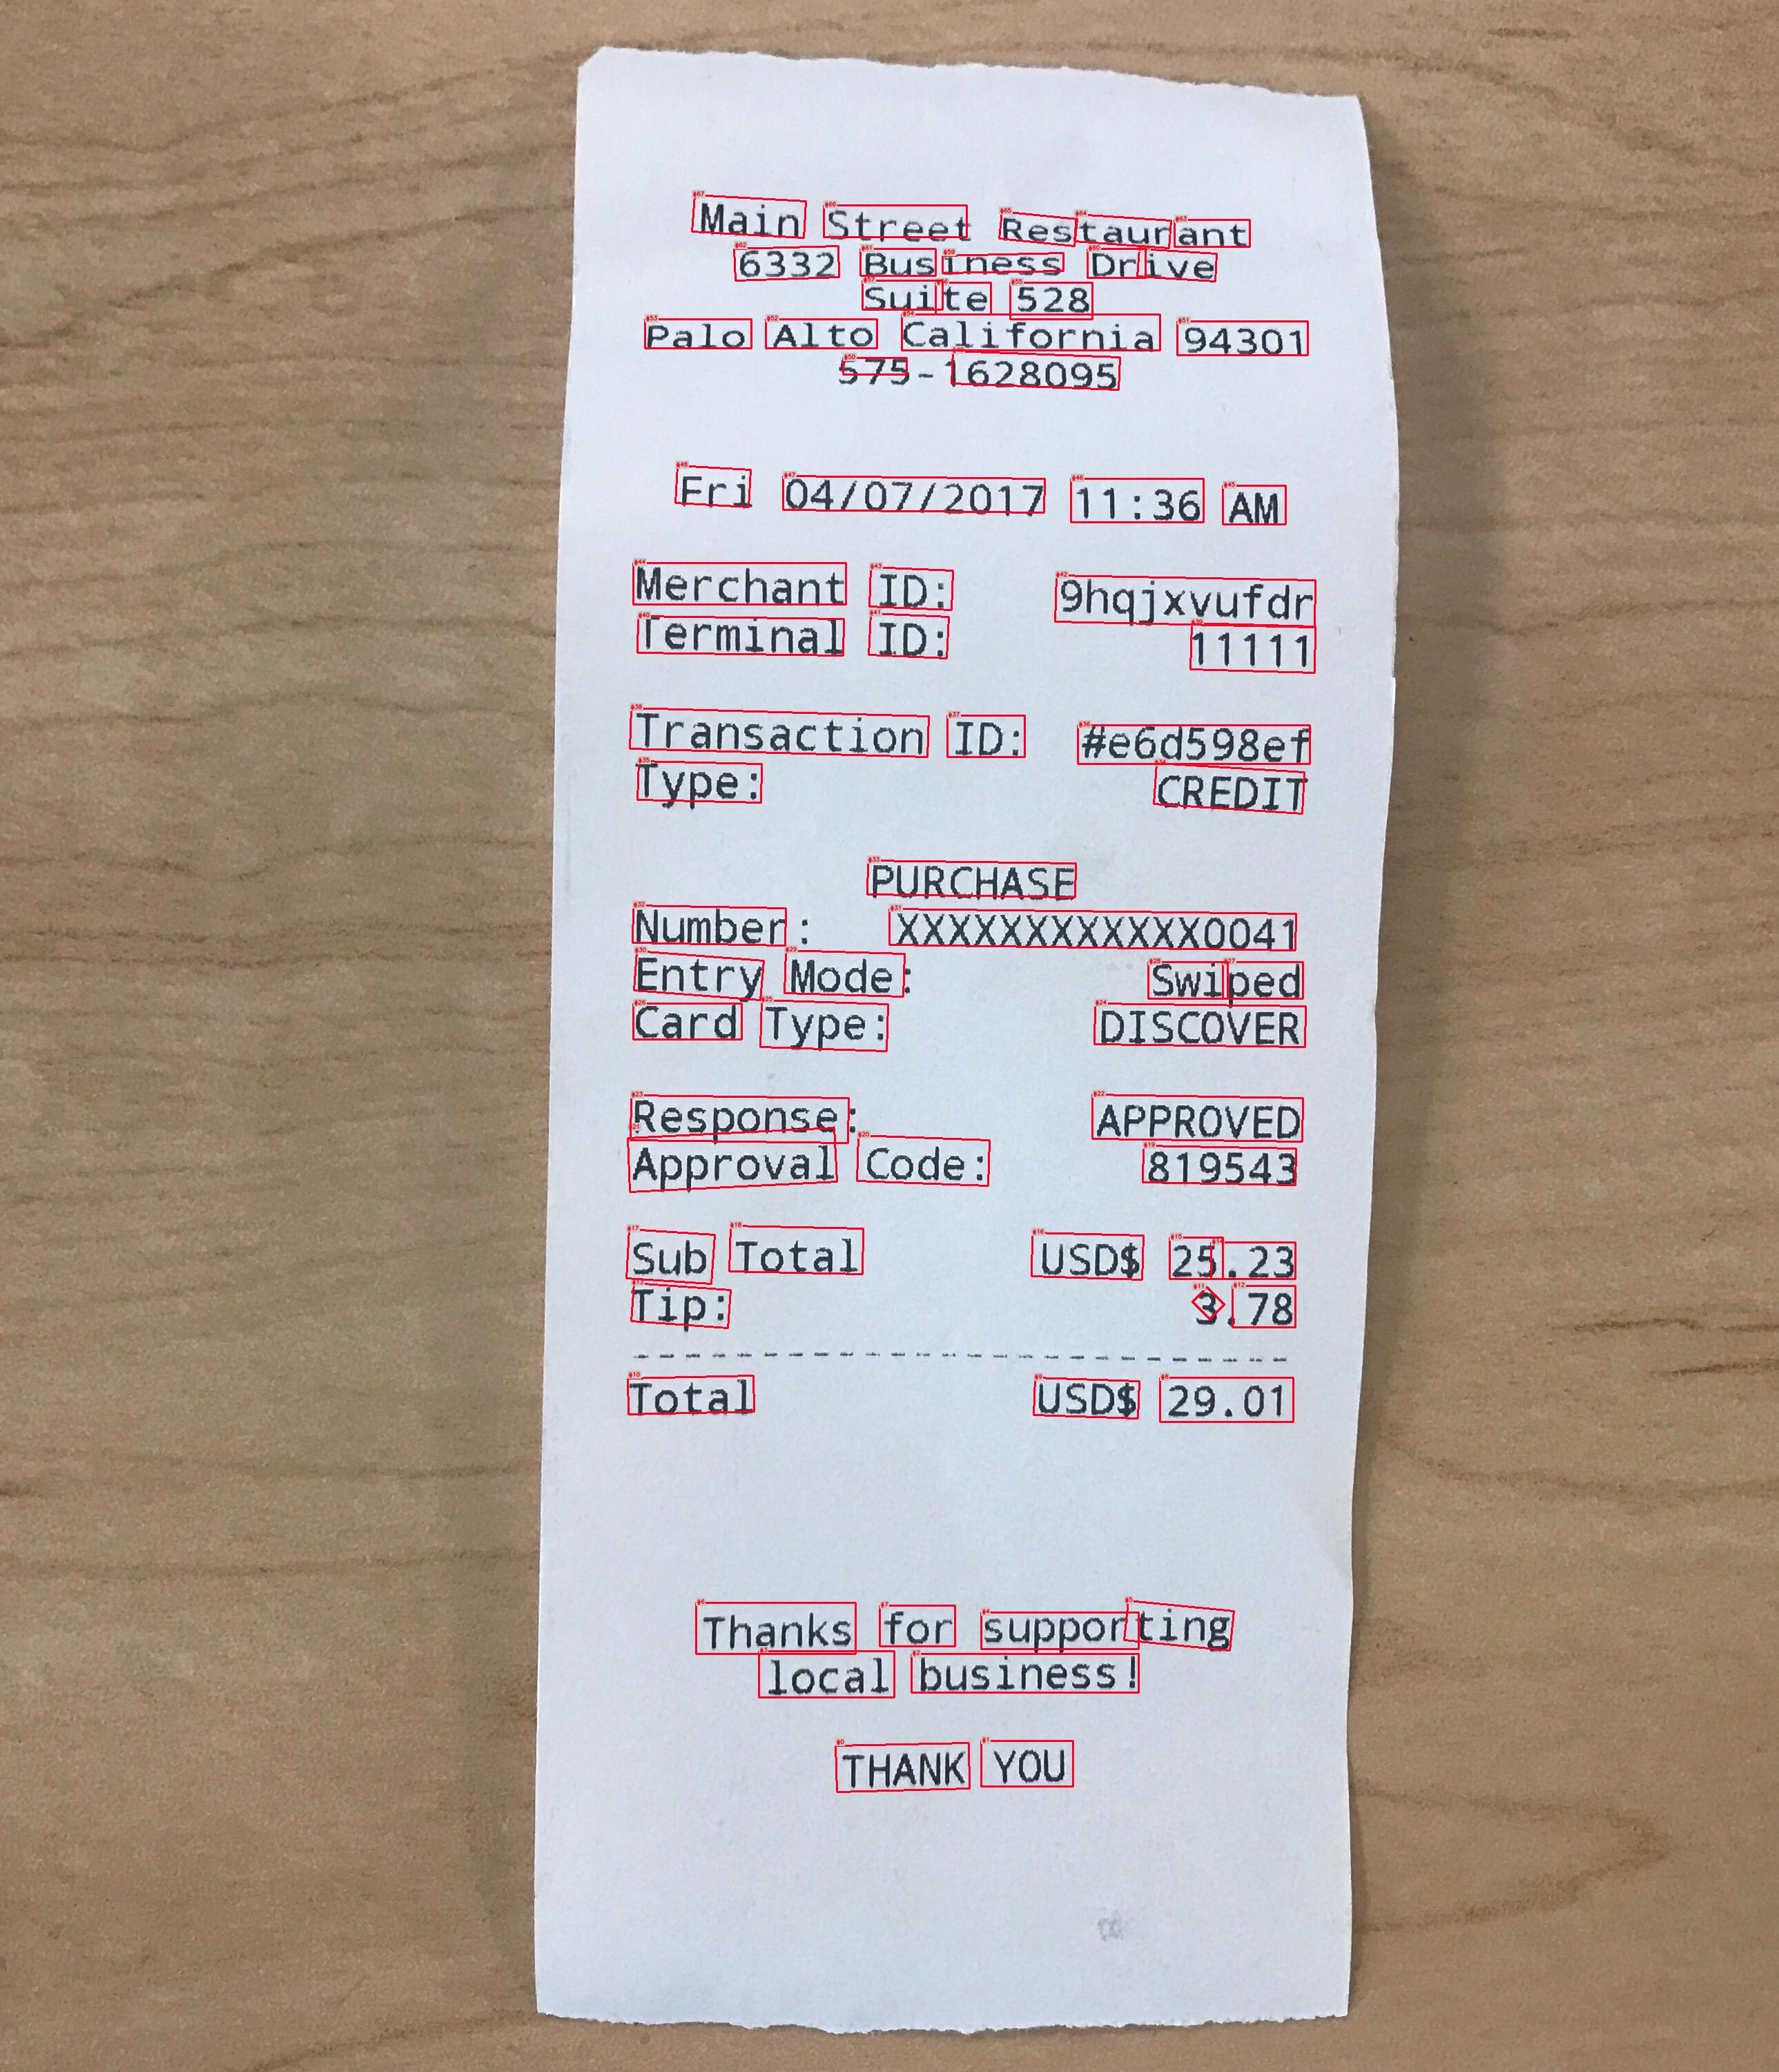 Main Street Restaurant
6332 Business Drive
Suite 528
Palo Alto California 94301
575-1628095
Fri 04/07/2017 11:36 AM
Merchant ID: 9hqjxvufdr
Terminal ID: 11111
Transaction ID: #e6d598ef
Type: CREDIT
PURCHASE
Number: XXXXXXXXXXXX0041
Entry Mode: Swiped
Card Type: DISCOVER
Response: APPROVED
Approval Code: 819543
Sub Total USD$ 25.23
Tip: 3.78
--------------------------
Total USD$ 29.01
Thanks for supporting
local business!
THANK YOU